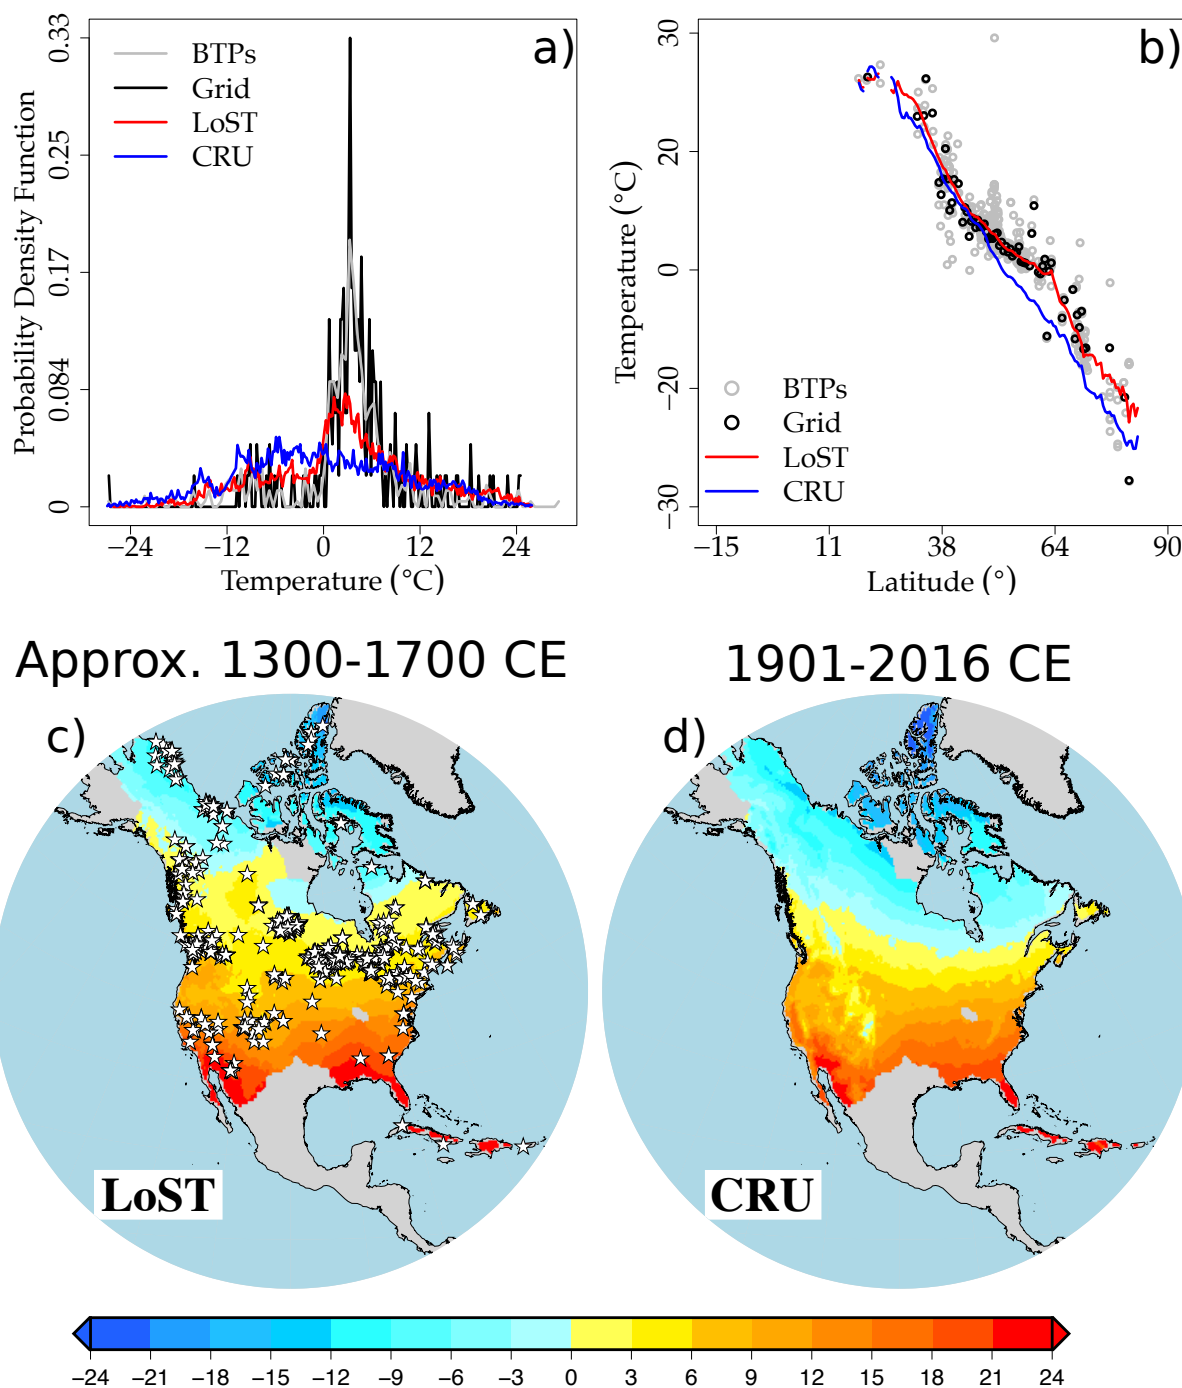 a)
BTPs
Grid
LoST
CRU
Probability Density Function
0 0.084 0.17 0.25 0.33
−24 −12 0 12 24
Temperature (°C)
b)
Temperature (°C)
−30 −20 0 20 30
BTPs
Grid
LoST
CRU
−15 11 38 64 90
Latitude (°)
Approx. 1300-1700 CE
1901-2016 CE
c)
d)
LoST
CRU
−24 −21 −18 −15 −12 −9 −6 −3 0 3 6 9 12 15 18 21 24